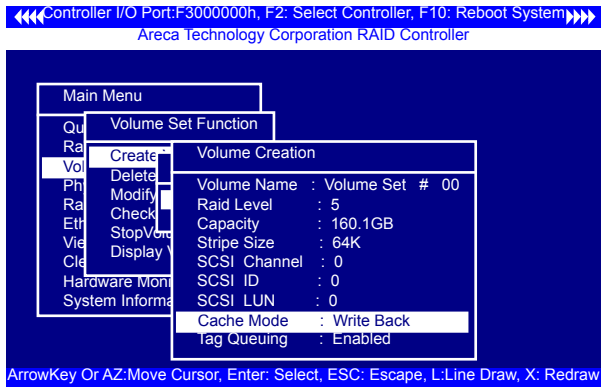 Controller I/O Port:F3000000h, F2: Select Controller, F10: Reboot System
Areca Technology Corporation RAID Controller
Main Menu
Volume Set Function
Create
Delete
Modify
Check
Display
Hardware
System
Volume Creation
Volume Name : Volume Set # 00
Raid Level : 5
Capacity : 160.1GB
Stripe Size : 64K
SCSI Channel : 0
SCSI ID : 0
SCSI LUN : 0
Cache Mode : Write Back
Tag Queuing : Enabled
ArrowKey Or AZ:Move Cursor, Enter: Select, ESC: Escape, L:Line Draw, X: Redraw